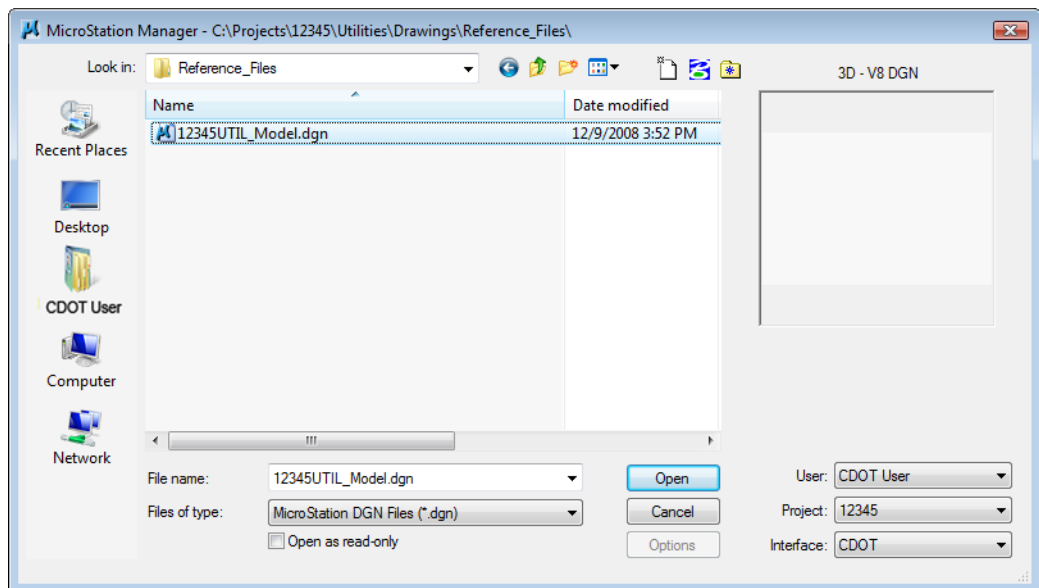 MicroStation Manager - C:\Projects\12345\Utilities\Drawings\Reference_Files\
Look in: Reference_Files
3D - V8 DGN
Name Date modified
12345UTIL_Model.dgn 12/9/2008 3:52 PM
Recent Places
Desktop
CDOT User
Computer
Network
File name: 12345UTIL_Model.dgn Open User: CDOT User
Files of type: MicroStation DGN Files (*.dgn) Cancel Project: 12345
Open as read-only Options Interface: CDOT